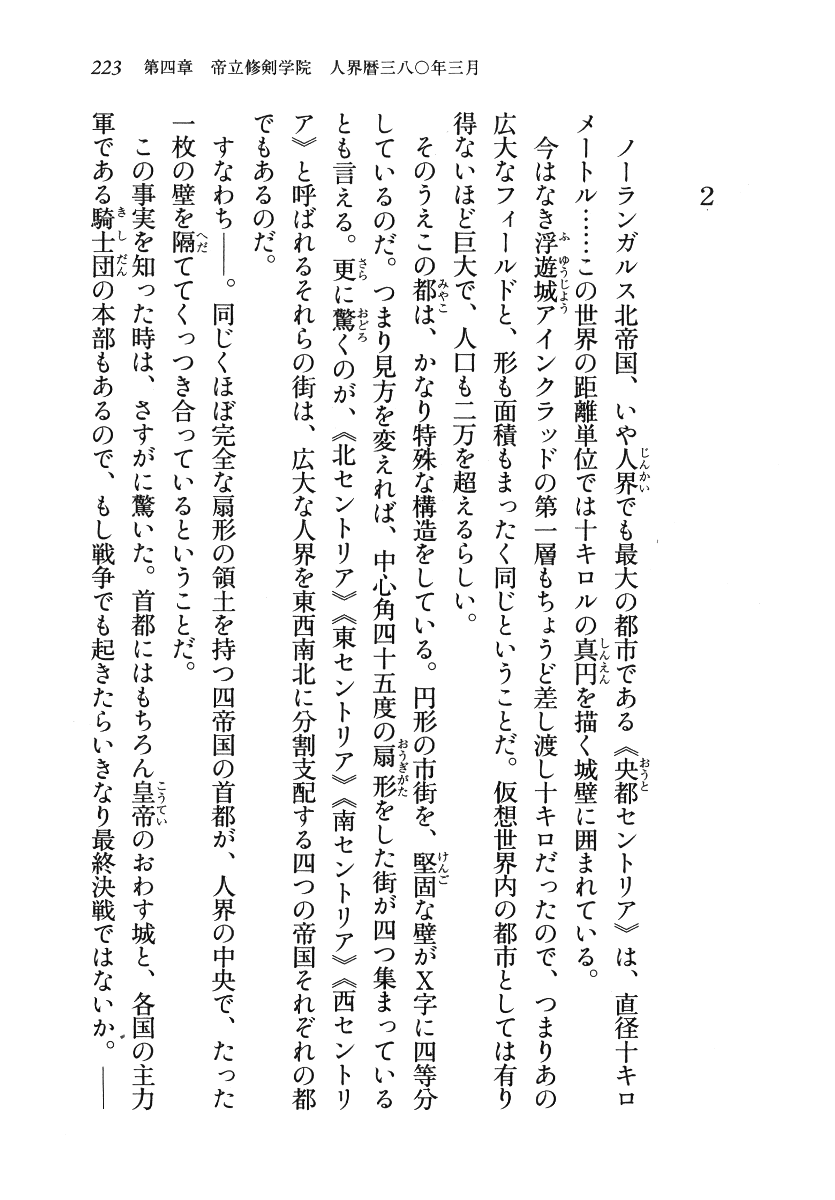 223 第四章 帝立修剣学院 人界暦三八〇年三月
2
ノーランガルス北帝国、いや人界でも最大の都市である《央都セントリア》は、直径十キロ
メートル……この世界の距離単位では十キロルの真円を描く城壁に囲まれている。
今はなき浮遊城アインクラッドの第一層もちょうど差し渡し十キロだったので、つまりあの
広大なフィールドと、形も面積もまったく同じということだ。仮想世界内の都市としては有り
得ないほど巨大で、人口も二万を超えるらしい。
そのうえこの都は、かなり特殊な構造をしている。円形の市街を、堅固な壁がX字に四等分
しているのだ。つまり見方を変えれば、中心角四十五度の扇形をした街が四つ集まっている
とも言える。更に驚くのが、《北セントリア》《東セントリア》《南セントリア》《西セントリ
ア》と呼ばれるそれらの街は、広大な人界を東西南北に分割支配する四つの帝国それぞれの都
でもあるのだ。
すなわち――。同じくほぼ完全な扇形の領土を持つ四帝国の首都が、人界の中央で、たった
一枚の壁を隔ててくっつき合っているということだ。
この事実を知った時は、さすがに驚いた。首都にはもちろん皇帝のおわす城と、各国の主力
軍である騎士団の本部もあるので、もし戦争でも起きたらいきなり最終決戦ではないか。――